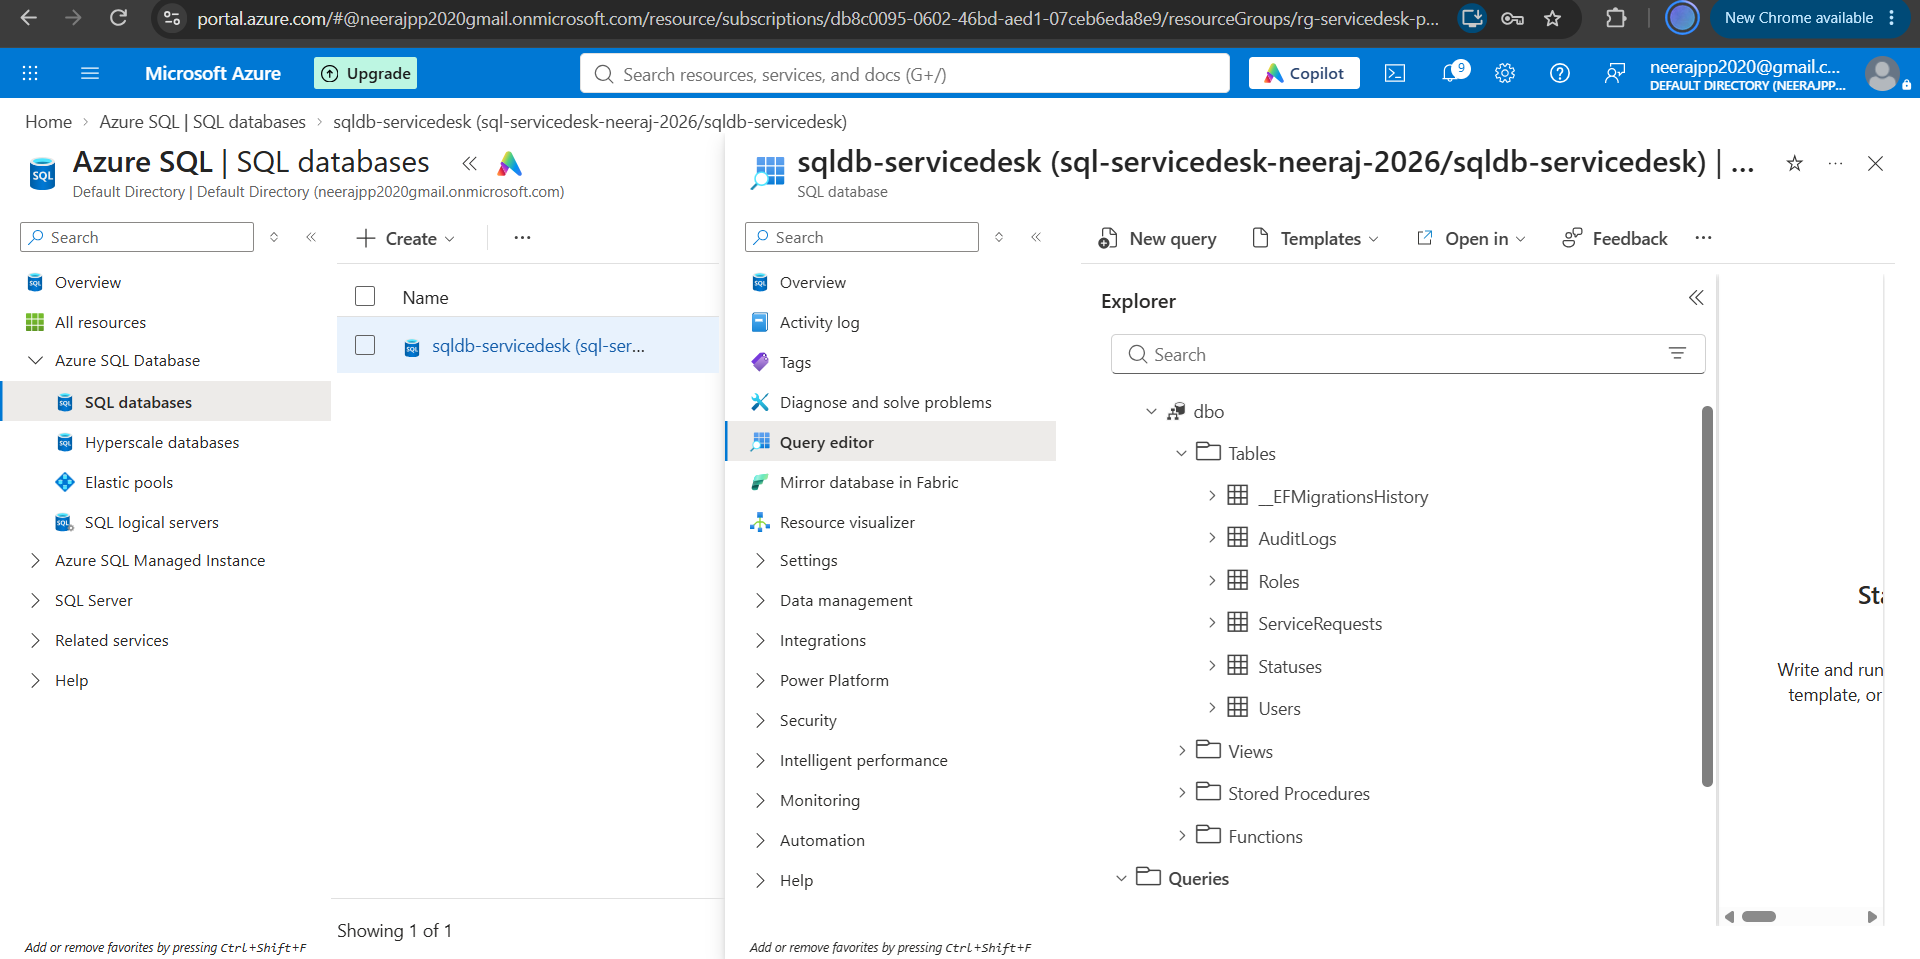 portal.azure.com/#@neerajpp2020gmail.onmicrosoft.com/resource/subscriptions/db8c0095-0602-46bd-aed1-07ceb6eda8e9/resourceGroups/rg-servicedesk-p...
New Chrome available
Microsoft Azure
Upgrade
Search resources, services, and docs (G+/)
Copilot
9
neerajpp2020@gmail.c...
DEFAULT DIRECTORY (NEERAJPP...
Home > Azure SQL | SQL databases > sqldb-servicedesk (sql-servicedesk-neeraj-2026/sqldb-servicedesk)
Azure SQL | SQL databases
Default Directory | Default Directory (neerajpp2020gmail.onmicrosoft.com)
Search
Overview
All resources
Azure SQL Database
SQL databases
Hyperscale databases
Elastic pools
SQL logical servers
Azure SQL Managed Instance
SQL Server
Related services
Help
Add or remove favorites by pressing Ctrl+Shift+F
Create
Name
sqldb-servicedesk (sql-ser...
Showing 1 of 1
sqldb-servicedesk (sql-servicedesk-neeraj-2026/sqldb-servicedesk) | ...
SQL database
Search
Overview
Activity log
Tags
Diagnose and solve problems
Query editor
Mirror database in Fabric
Resource visualizer
Settings
Data management
Integrations
Power Platform
Security
Intelligent performance
Monitoring
Automation
Help
Add or remove favorites by pressing Ctrl+Shift+F
New query
Templates
Open in
Feedback
Explorer
Search
dbo
Tables
__EFMigrationsHistory
AuditLogs
Roles
ServiceRequests
Statuses
Users
Views
Stored Procedures
Functions
Queries
Write and run
template, or